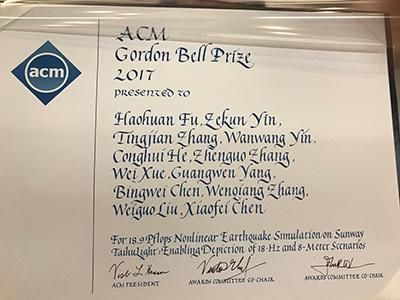 ACM
Gordon Bell Prize
2017
PRESENTED TO
acm
Haohuan Fu, Zekun Yin,
Tingjian Zhang, Wanwang Yin,
Conghui He, Zhenguo Zhang,
Wei Xue, Guangwen Yang,
Bingwei Chen, Wenqiang Zhang,
Weiguo Liu, Xiaofei Chen
For 18.9 Pflops Nonlinear Earthquake Simulation on Sunway
TaihuLight: Enabling Depiction of 18-Hz and 8-Meter Scenarios
ACM PRESIDENT
AWARDS COMMITTEE CO-CHAIR
AWARDS COMMITTEE CO-CHAIR